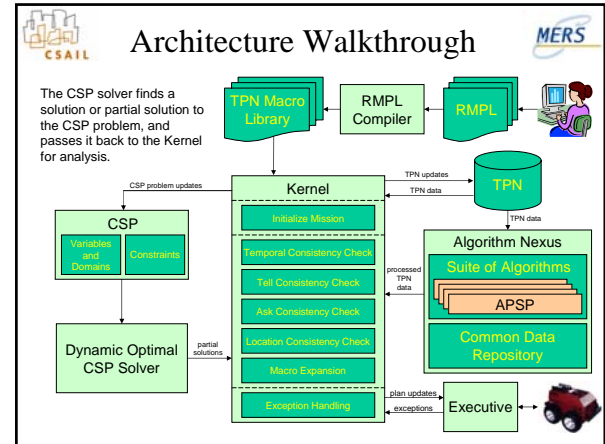 CSAIL
Architecture Walkthrough
MERS
The CSP solver finds a
solution or partial solution to
the CSP problem, and
passes it back to the Kernel
for analysis.
TPN Macro
Library
RMPL
Compiler
RMPL
CSP problem updates
Kernel
TPN updates
TPN data
TPN
TPN data
CSP
Variables
and
Domains
Constraints
Initialize Mission
Temporal Consistency Check
Tell Consistency Check
Ask Consistency Check
Location Consistency Check
Macro Expansion
Exception Handling
processed
TPN
data
Algorithm Nexus
Suite of Algorithms
APSP
Common Data
Repository
Dynamic Optimal
CSP Solver
partial
solutions
plan updates
exceptions
Executive